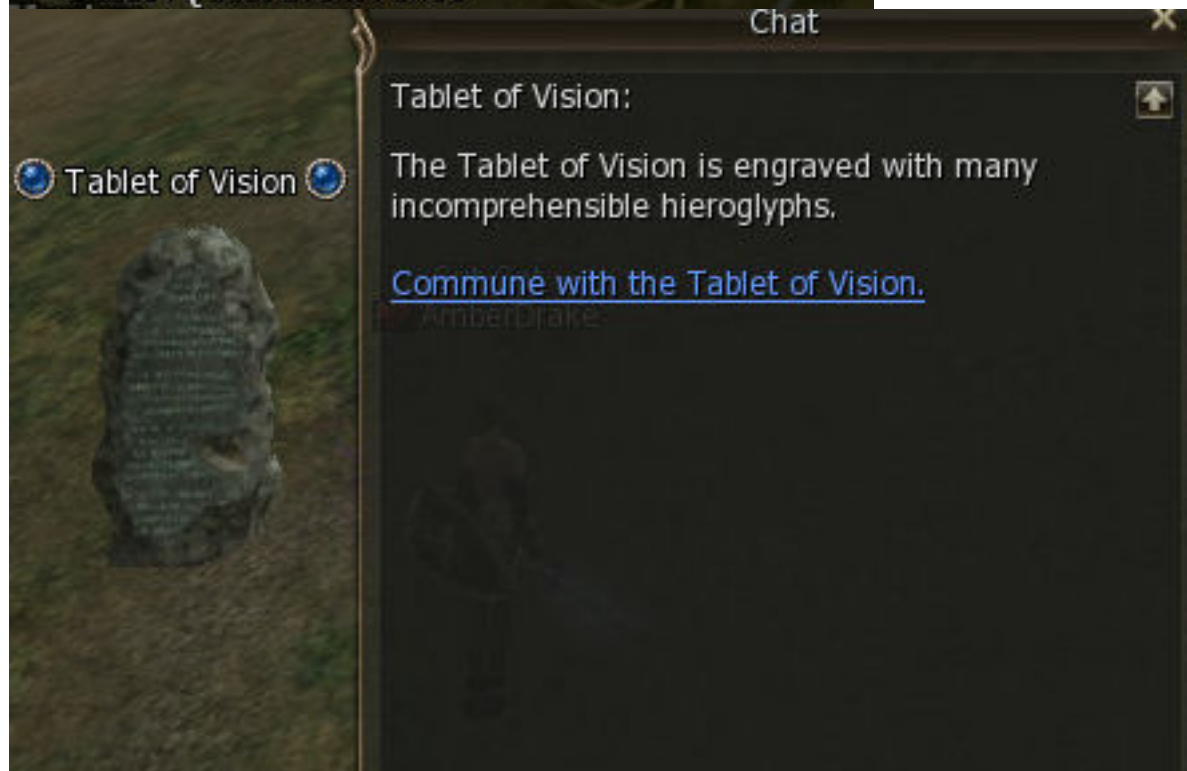 Chat
Tablet of Vision:
Tablet of Vision
The Tablet of Vision is engraved with many
incomprehensible hieroglyphs.
Commune with the Tablet of Vision.
AmberDrake